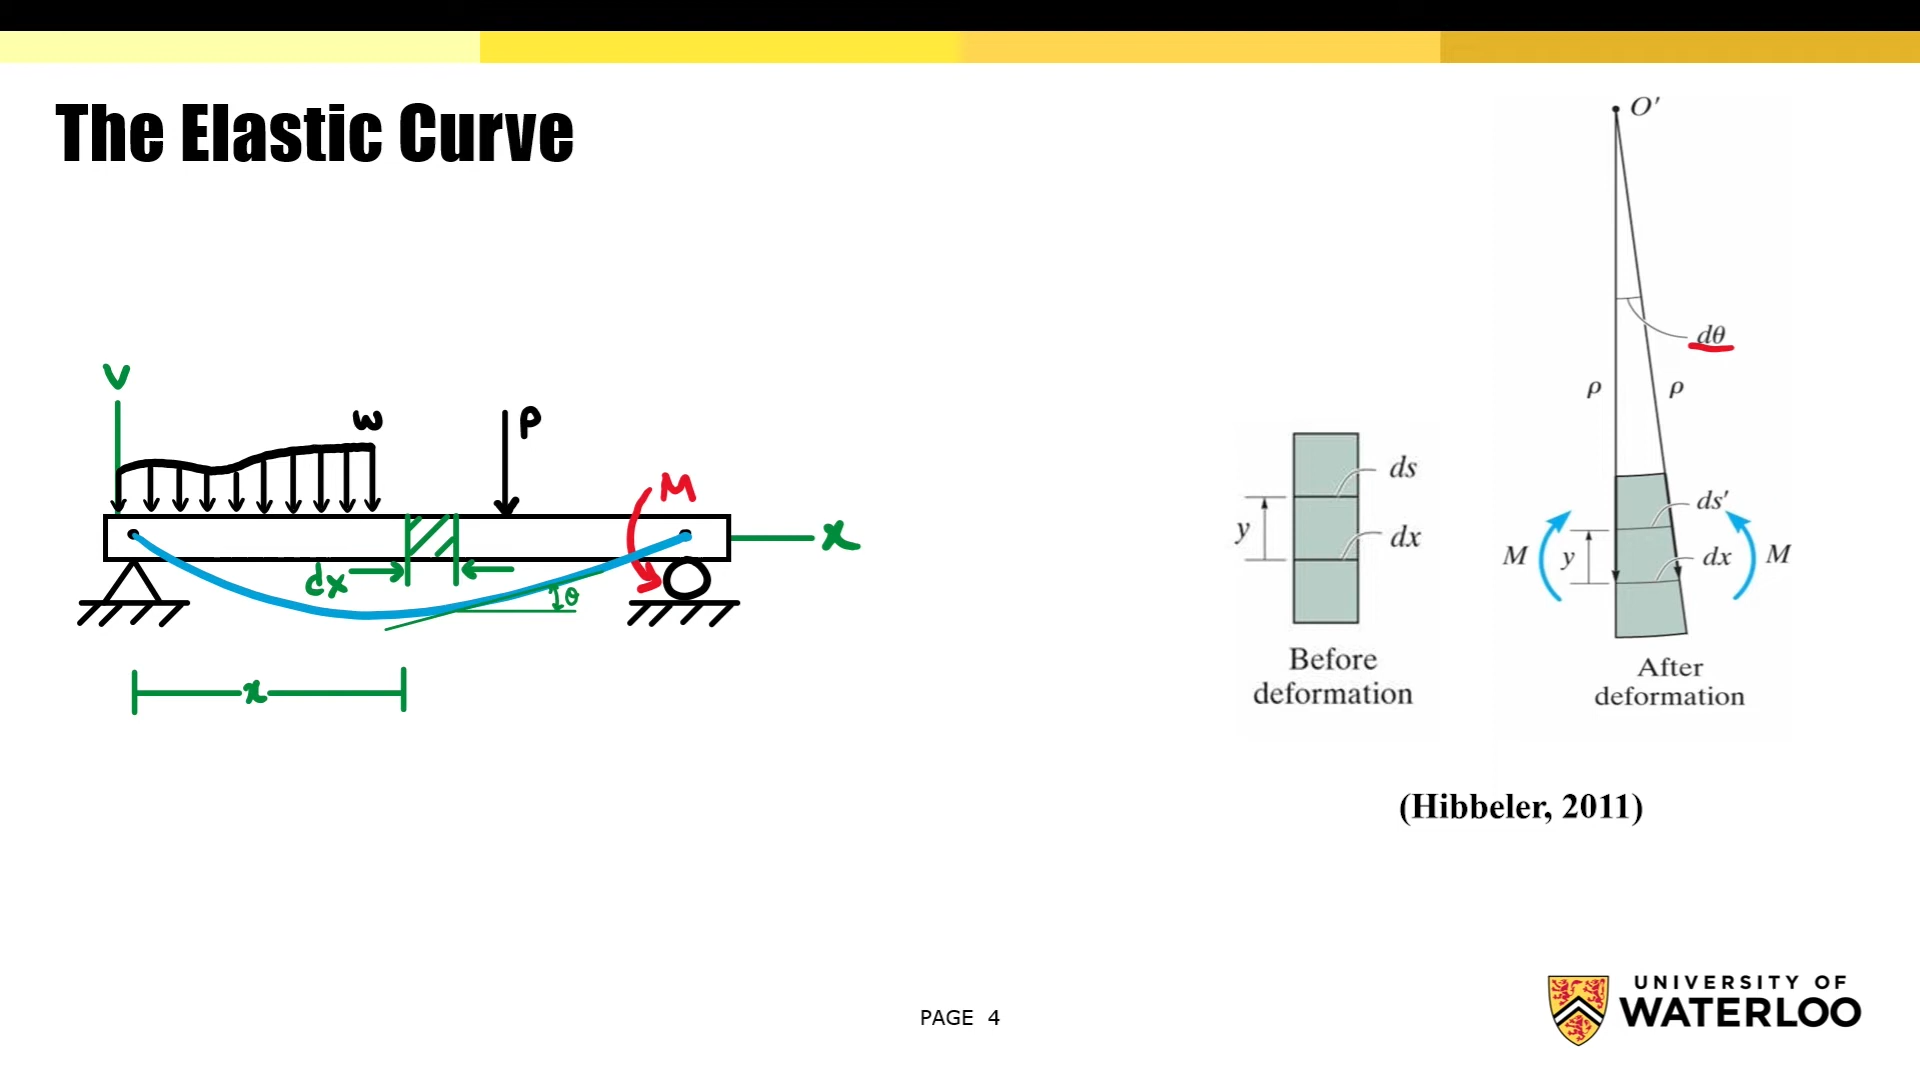 The Elastic Curve
v
w
P
M
x
dx
θ
x
O'
dθ
ρ
ρ
ds
y
dx
Before
deformation
ds'
M
y
dx
M
After
deformation
(Hibbeler, 2011)
PAGE 4
UNIVERSITY OF
WATERLOO